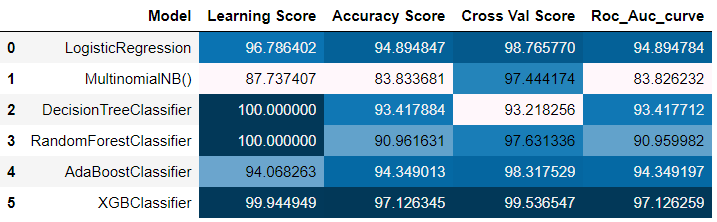 Model Learning Score Accuracy Score Cross Val Score Roc_Auc_curve
0 LogisticRegression 96.786402 94.894847 98.765770 94.894784
1 MultinomialNB() 87.737407 83.833681 97.444174 83.826232
2 DecisionTreeClassifier 100.000000 93.417884 93.218256 93.417712
3 RandomForestClassifier 100.000000 90.961631 97.631336 90.959982
4 AdaBoostClassifier 94.068263 94.349013 98.317529 94.349197
5 XGBClassifier 99.944949 97.126345 99.536547 97.126259